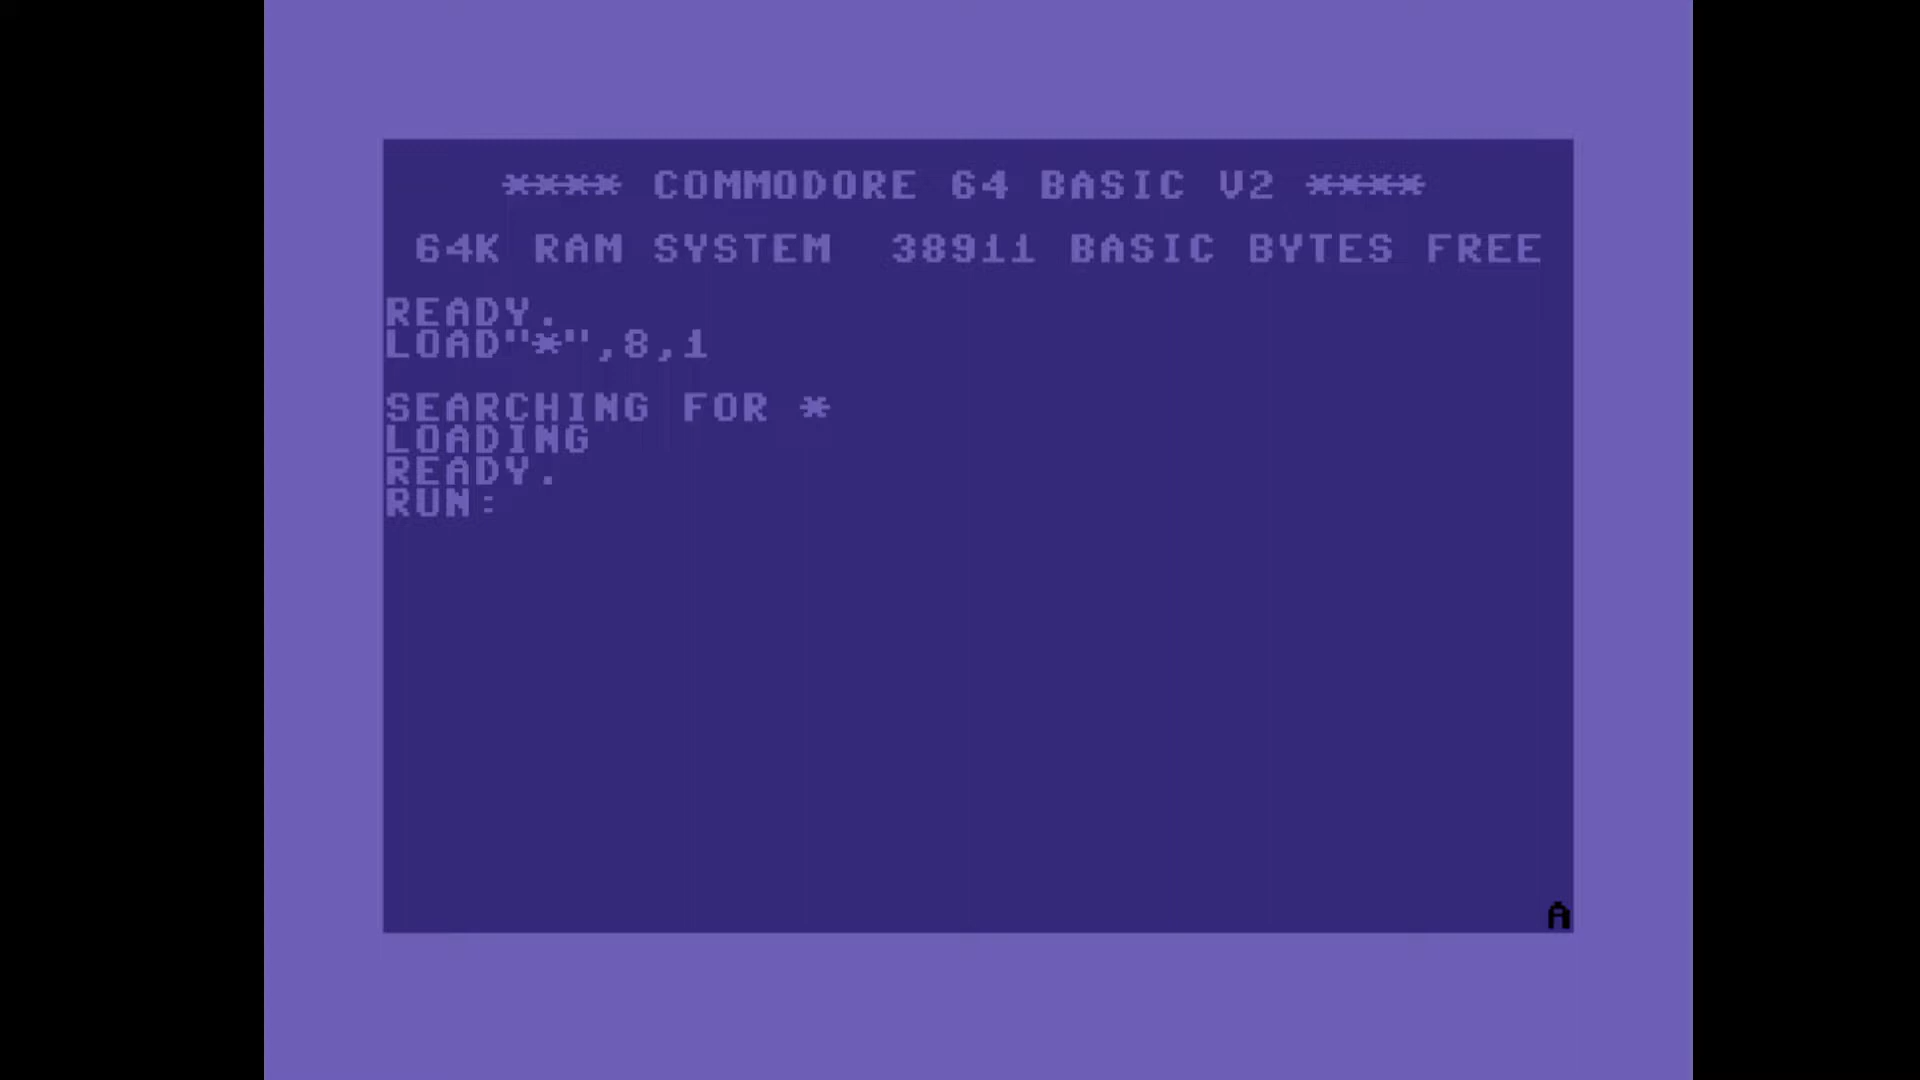 **** COMMODORE 64 BASIC V2 ****
64K RAM SYSTEM  38911 BASIC BYTES FREE
READY.
LOAD"*",8,1
SEARCHING FOR *
LOADING
READY.
RUN:
A